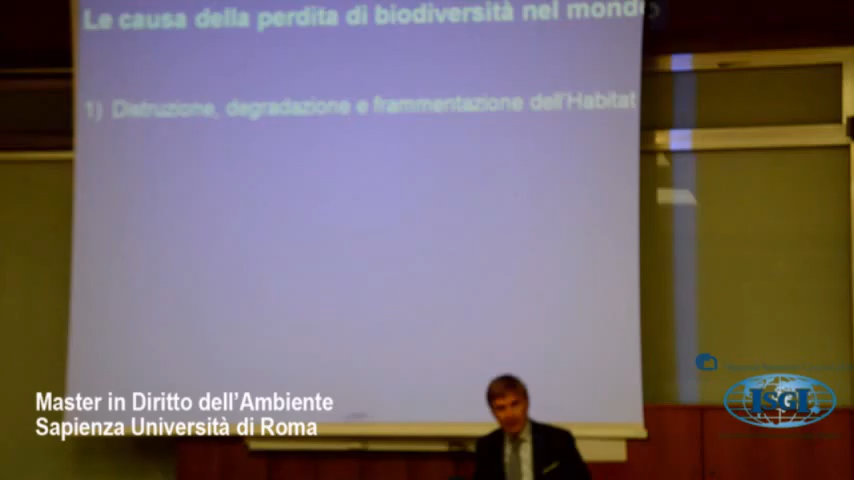 Le causa della perdita di biodiversità nel mondo
1) Distruzione, degradazione e frammentazione dell'Habitat
Master in Diritto dell'Ambiente
Sapienza Università di Roma
ISGI